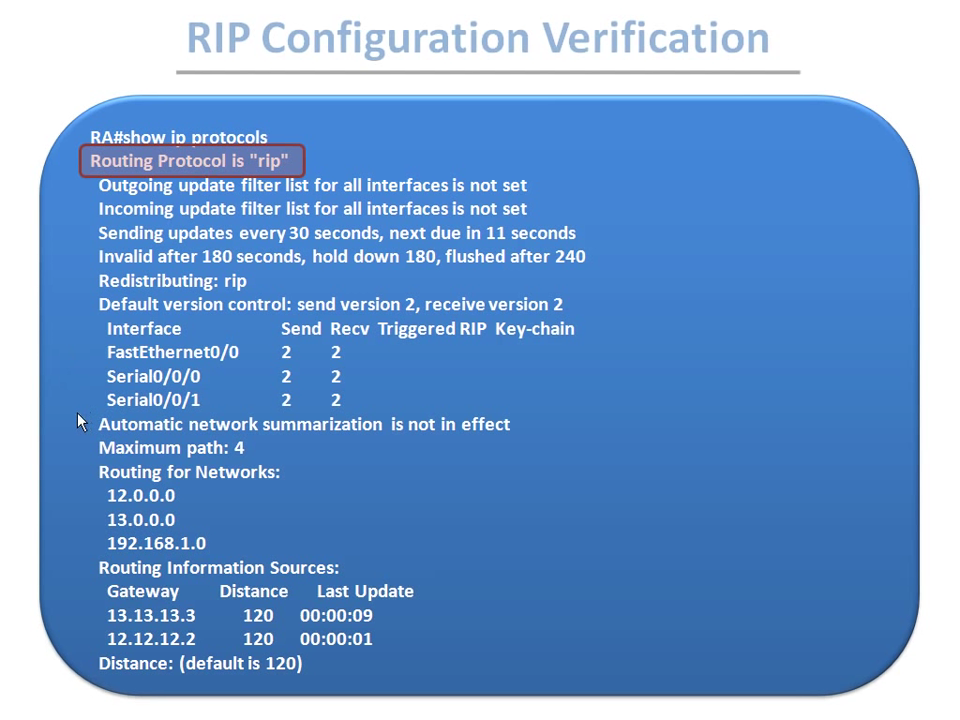 RIP Configuration Verification
RA#show ip protocols
Routing Protocol is "rip"
Outgoing update filter list for all interfaces is not set
Incoming update filter list for all interfaces is not set
Sending updates every 30 seconds, next due in 11 seconds
Invalid after 180 seconds, hold down 180, flushed after 240
Redistributing: rip
Default version control: send version 2, receive version 2
Interface Send Recv Triggered RIP Key-chain
FastEthernet0/0 2 2
Serial0/0/0 2 2
Serial0/0/1 2 2
Automatic network summarization is not in effect
Maximum path: 4
Routing for Networks:
12.0.0.0
13.0.0.0
192.168.1.0
Routing Information Sources:
Gateway Distance Last Update
13.13.13.3 120 00:00:09
12.12.12.2 120 00:00:01
Distance: (default is 120)